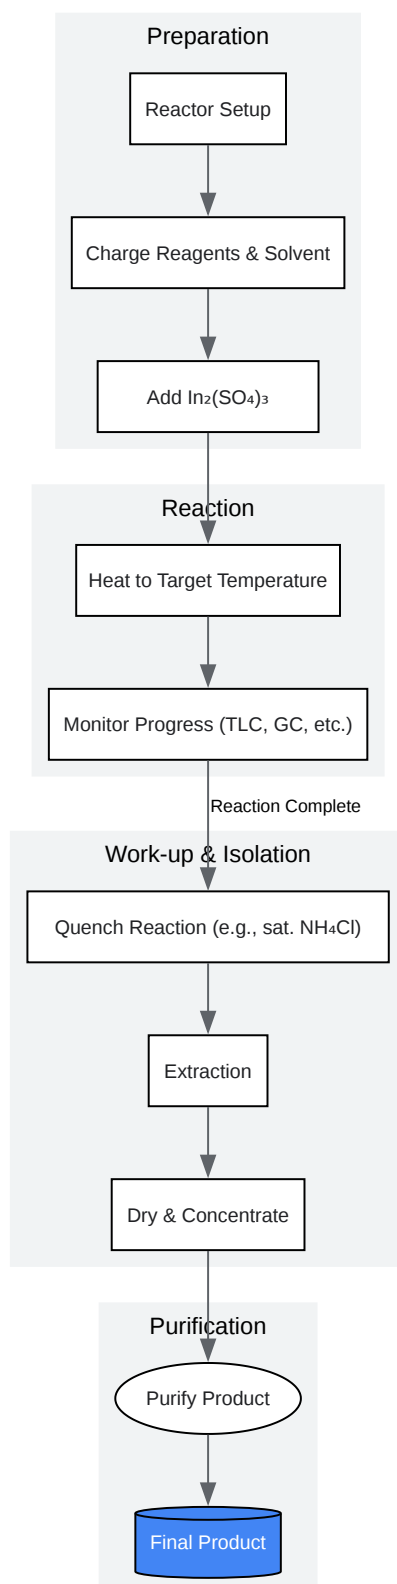 Preparation
Reactor Setup
Charge Reagents & Solvent
Add In₂(SO₄)₃
Reaction
Heat to Target Temperature
Monitor Progress (TLC, GC, etc.)
Reaction Complete
Work-up & Isolation
Quench Reaction (e.g., sat. NH₄Cl)
Extraction
Dry & Concentrate
Purification
Purify Product
Final Product